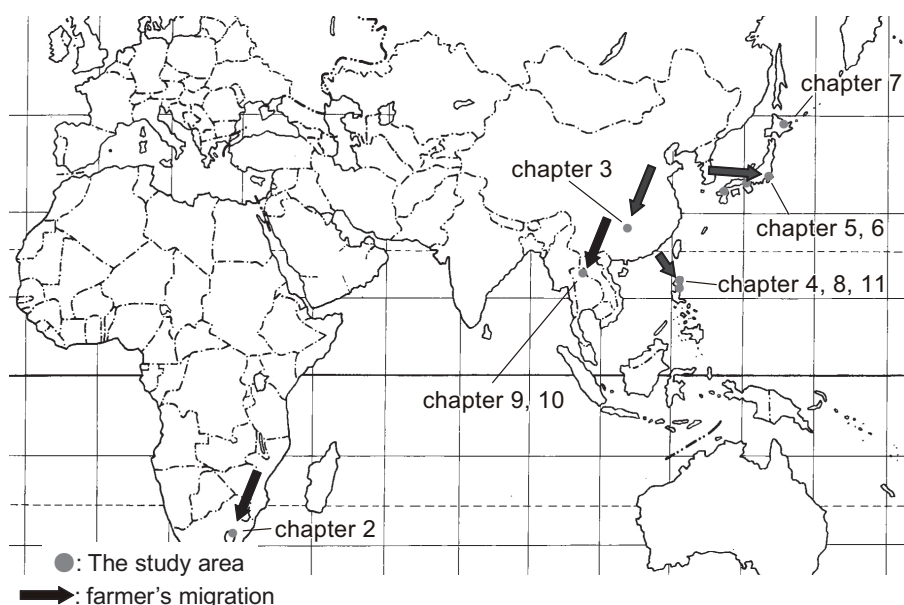 chapter 7
chapter 3
chapter 5, 6
chapter 4, 8, 11
chapter 9, 10
chapter 2
: The study area
: farmer's migration